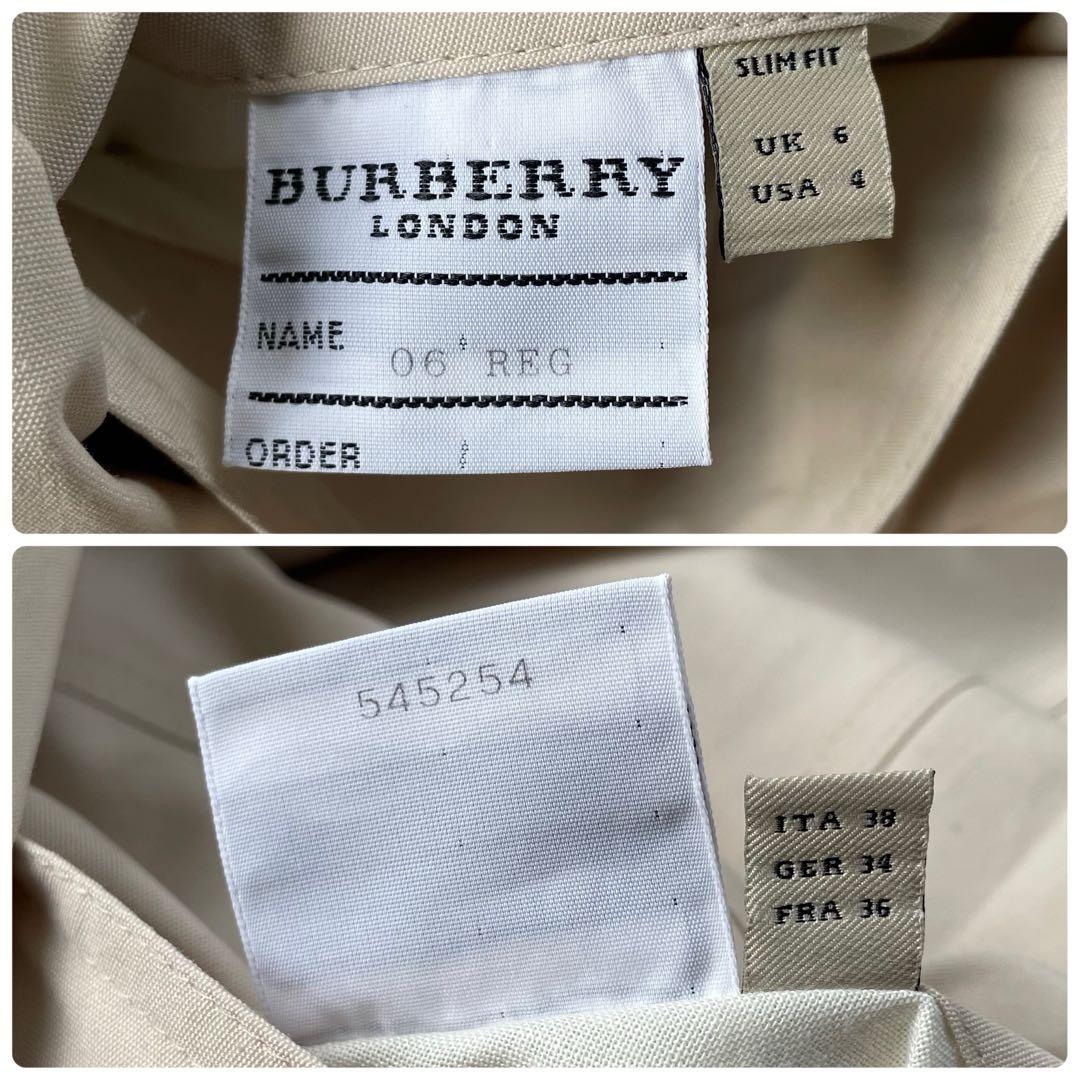 BURBERRY
LONDON
NAME 06 REG
ORDER
SLIM FIT
UK 6
USA 4
545254
ITA 38
GER 34
FRA 36